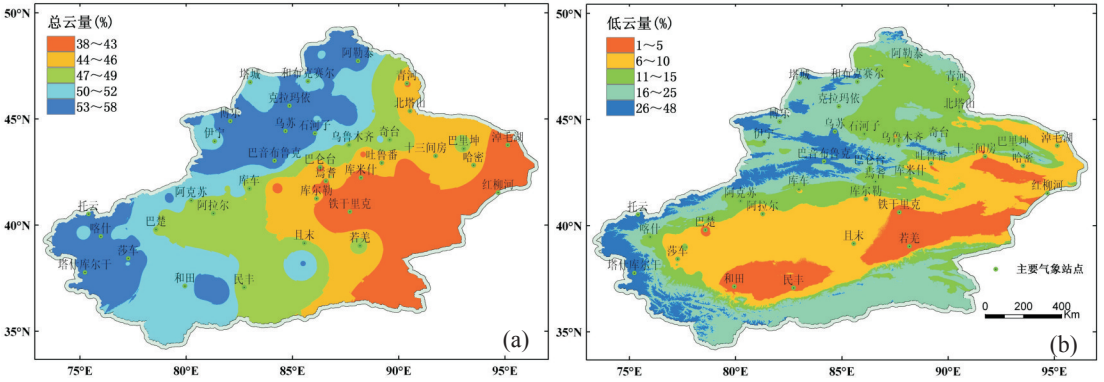 50°N
45°N
40°N
35°N
总云量(%)
38～43
44～46
47～49
50～52
53～58
阿勒泰
塔城
和布克赛尔
青河
克拉玛依
北塔山
博乐
伊宁
乌苏
石河子
乌鲁木齐
奇台
巴里坤
淖毛湖
十三间房
巴音布鲁克
巴仑台
吐鲁番
哈密
焉耆
库米什
库车
库尔勒
红柳河
阿克苏
阿拉尔
铁干里克
托云
巴楚
喀什
莎车
且末
若羌
塔什库尔干
和田
民丰
(a)
75°E
80°E
85°E
90°E
95°E
50°N
45°N
40°N
35°N
低云量(%)
1～5
6～10
11～15
16～25
26～48
阿勒泰
塔城
和布克赛尔
青河
克拉玛依
北塔山
博乐
伊宁
乌苏
石河子
乌鲁木齐
奇台
巴里坤
淖毛湖
十三间房
巴音布鲁克
巴仑台
吐鲁番
哈密
焉耆
库米什
库车
库尔勒
红柳河
阿克苏
阿拉尔
铁干里克
托云
巴楚
喀什
莎车
且末
若羌
塔什库尔干
和田
民丰
主要气象站点
0
200
400
Km
(b)
75°E
80°E
85°E
90°E
95°E